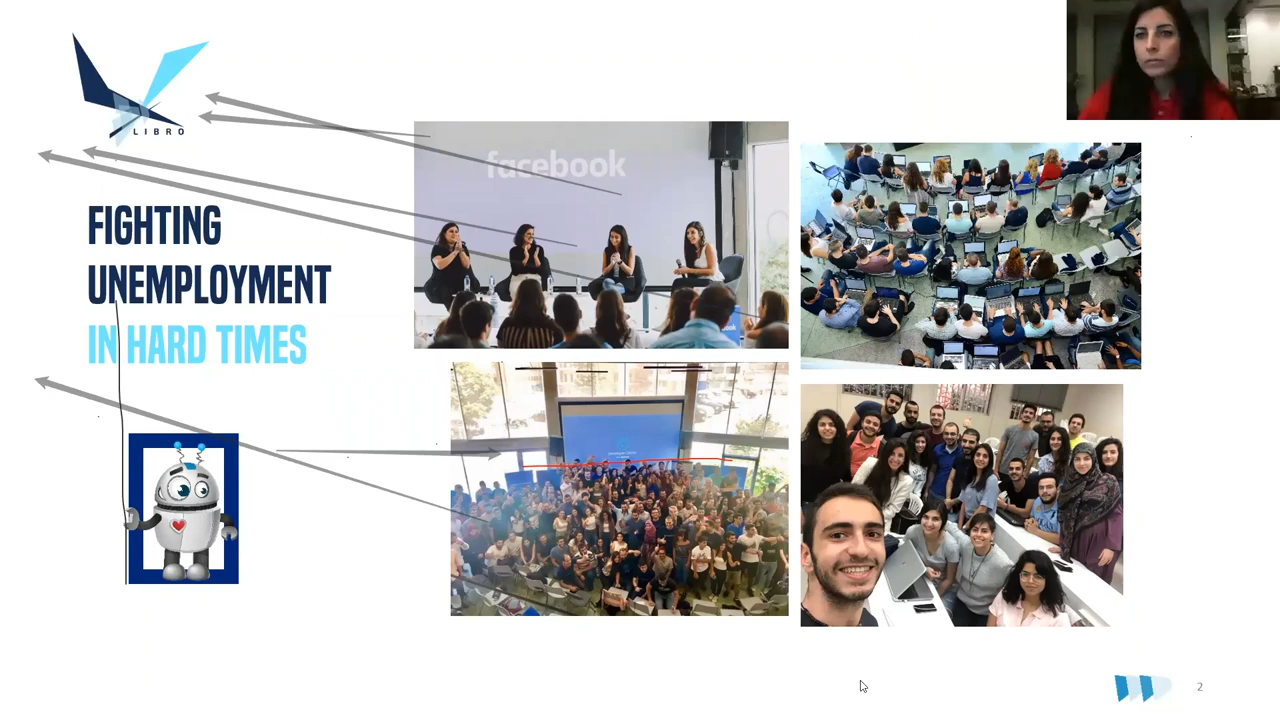 LIBRO
FIGHTING
UNEMPLOYMENT
IN HARD TIMES
facebook
2